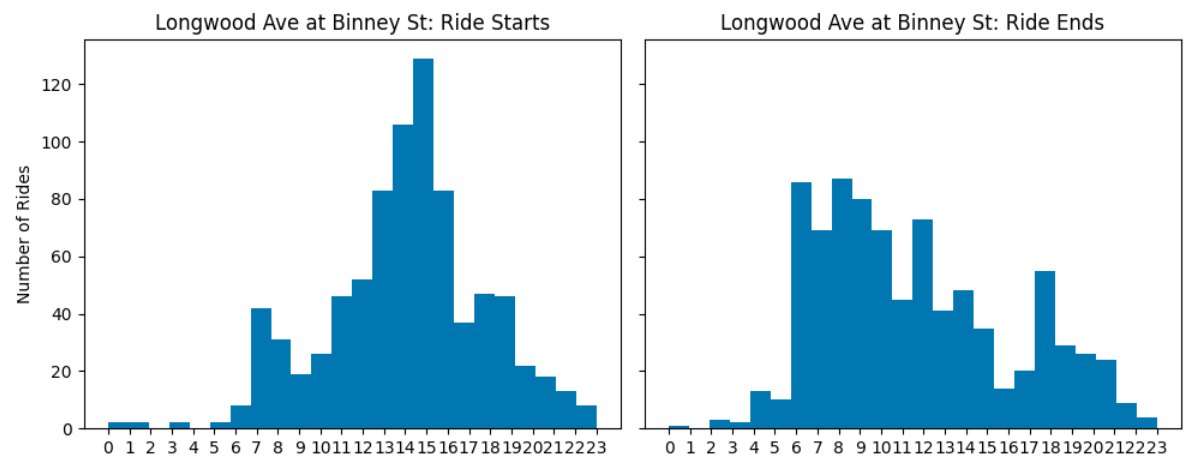 Longwood Ave at Binney St: Ride Starts
Longwood Ave at Binney St: Ride Ends
Number of Rides
120
100
80
60
40
20
0
0 1 2 3 4 5 6 7 8 9 10 11 12 13 14 15 16 17 18 19 20 21 22 23
0 1 2 3 4 5 6 7 8 9 10 11 12 13 14 15 16 17 18 19 20 21 22 23